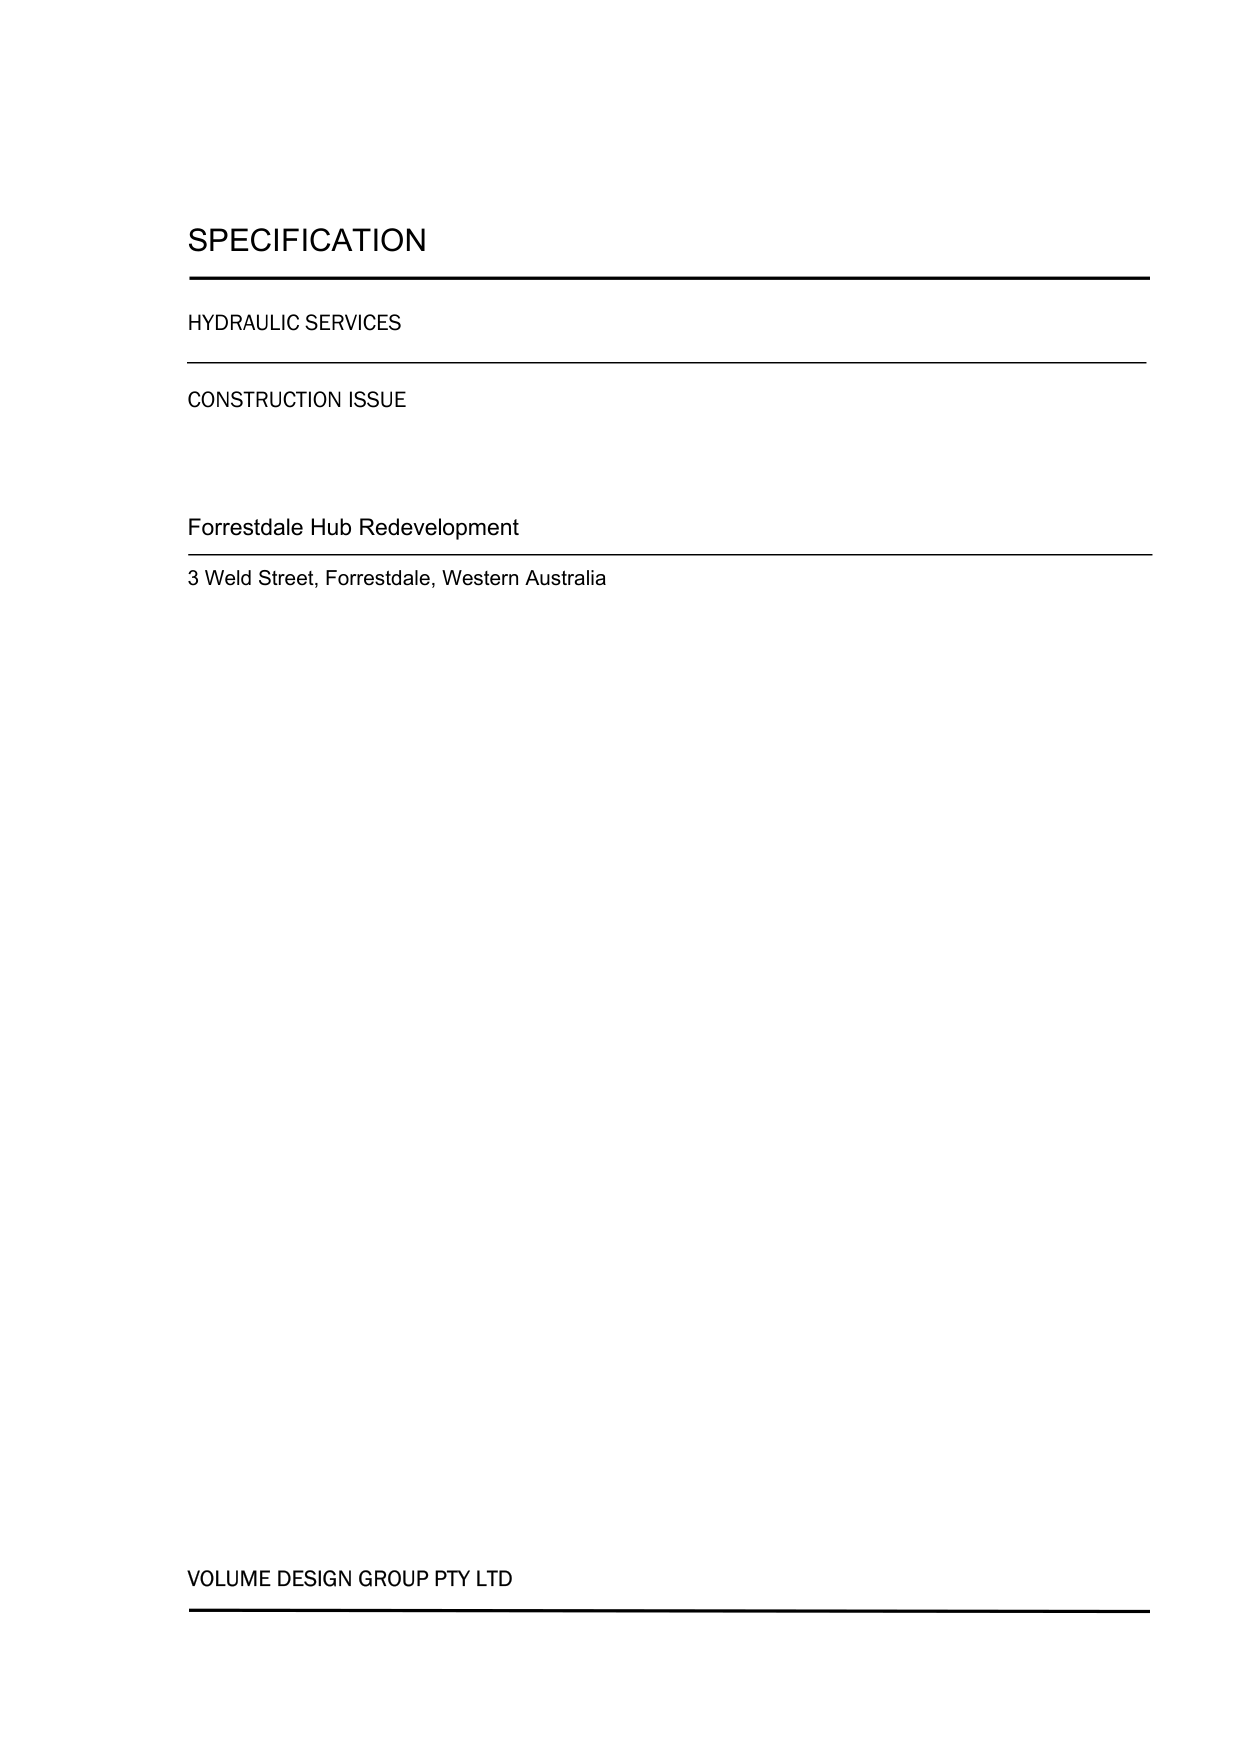 SPECIFICATION
HYDRAULIC SERVICES
CONSTRUCTION ISSUE
Forrestdale Hub Redevelopment
3 Weld Street, Forrestdale, Western Australia
VOLUME DESIGN GROUP PTY LTD